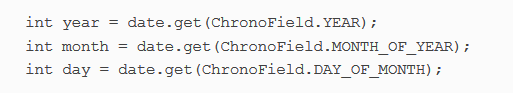 int year = date.get(ChronoField.YEAR);
int month = date.get(ChronoField.MONTH_OF_YEAR);
int day = date.get(ChronoField.DAY_OF_MONTH);